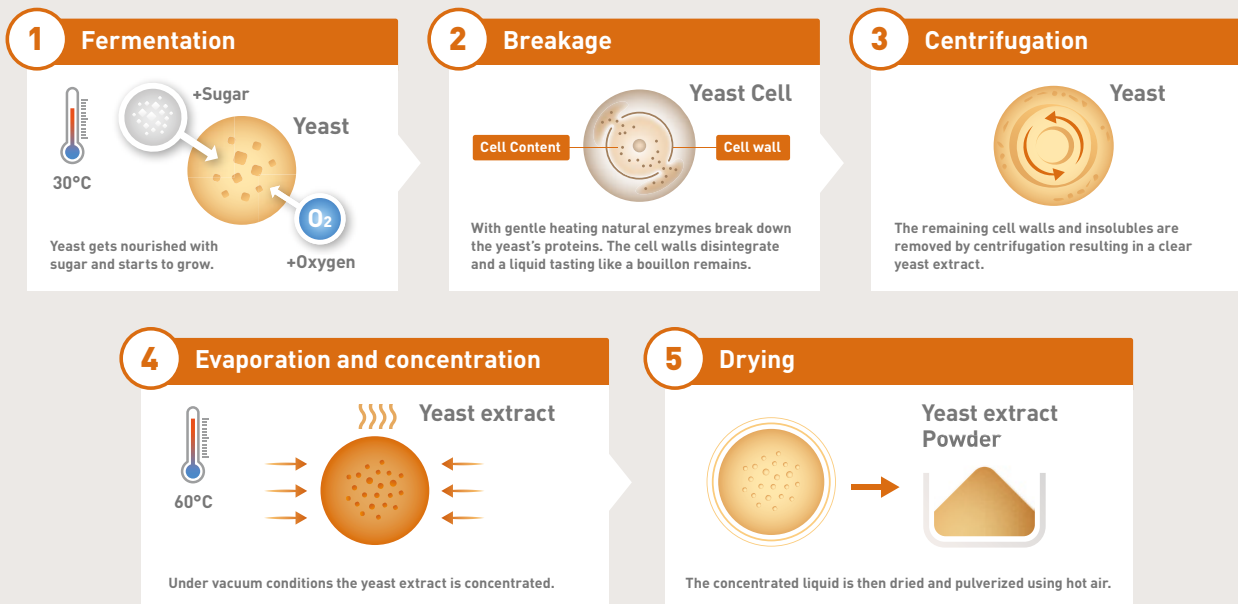 1 Fermentation
+Sugar
Yeast
30°C
O2
+Oxygen
Yeast gets nourished with
sugar and starts to grow.
2 Breakage
Yeast Cell
Cell Content
Cell wall
With gentle heating natural enzymes break down
the yeast's proteins. The cell walls disintegrate
and a liquid tasting like a bouillon remains.
3 Centrifugation
Yeast
The remaining cell walls and insolubles are
removed by centrifugation resulting in a clear
yeast extract.
4 Evaporation and concentration
Yeast extract
60°C
Under vacuum conditions the yeast extract is concentrated.
5 Drying
Yeast extract
Powder
The concentrated liquid is then dried and pulverized using hot air.